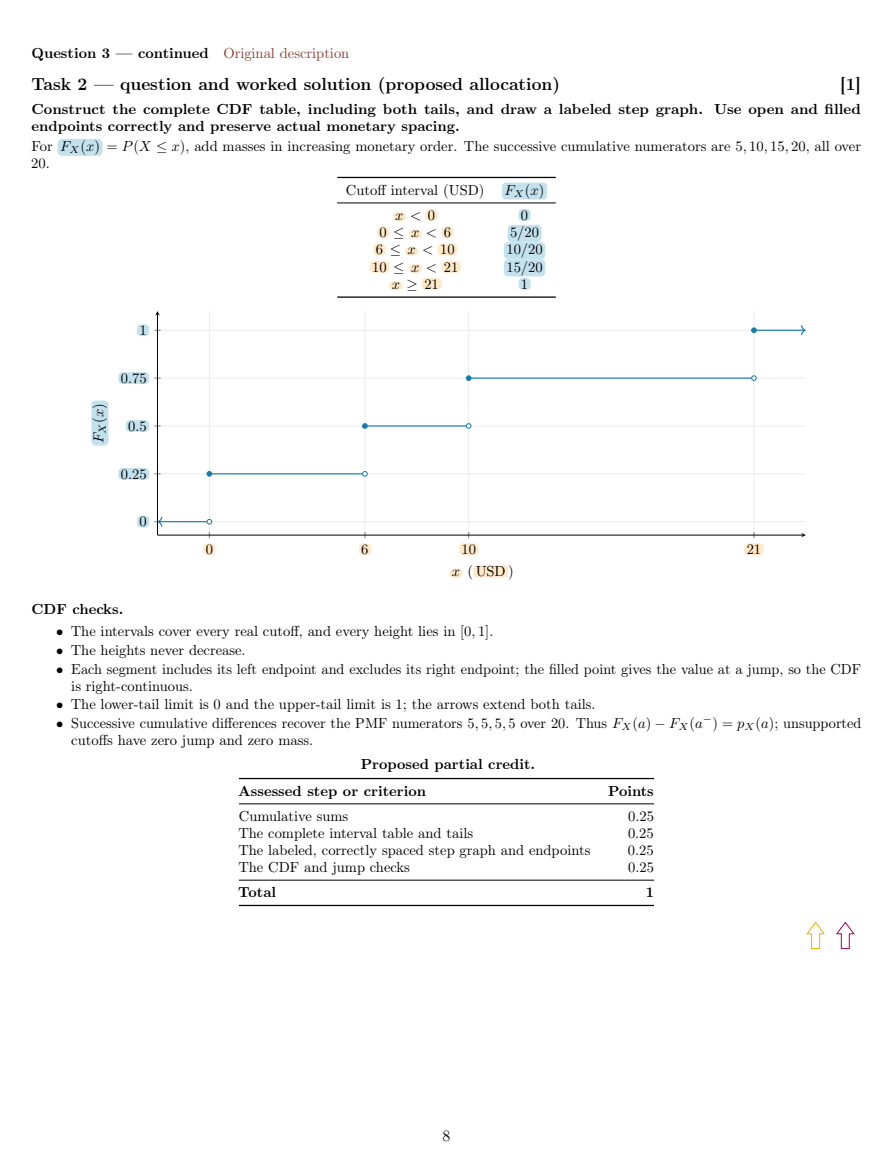 Question 3 — continued Original description
Task 2 — question and worked solution (proposed allocation) [1]
Construct the complete CDF table, including both tails, and draw a labeled step graph. Use open and filled
endpoints correctly and preserve actual monetary spacing.
For F_X(x) = P(X ≤ x), add masses in increasing monetary order. The successive cumulative numerators are 5, 10, 15, 20, all over
20.
Cutoff interval (USD) F_X(x)
x < 0 0
0 ≤ x < 6 5/20
6 ≤ x < 10 10/20
10 ≤ x < 21 15/20
x ≥ 21 1
1
0.75
0.5
0.25
0
F_X(x)
0 6 10 21
x (USD)
CDF checks.
• The intervals cover every real cutoff, and every height lies in [0, 1].
• The heights never decrease.
• Each segment includes its left endpoint and excludes its right endpoint; the filled point gives the value at a jump, so the CDF
is right-continuous.
• The lower-tail limit is 0 and the upper-tail limit is 1; the arrows extend both tails.
• Successive cumulative differences recover the PMF numerators 5, 5, 5, 5 over 20. Thus F_X(a) − F_X(a⁻) = p_X(a); unsupported
cutoffs have zero jump and zero mass.
Proposed partial credit.
Assessed step or criterion Points
Cumulative sums 0.25
The complete interval table and tails 0.25
The labeled, correctly spaced step graph and endpoints 0.25
The CDF and jump checks 0.25
Total 1
8